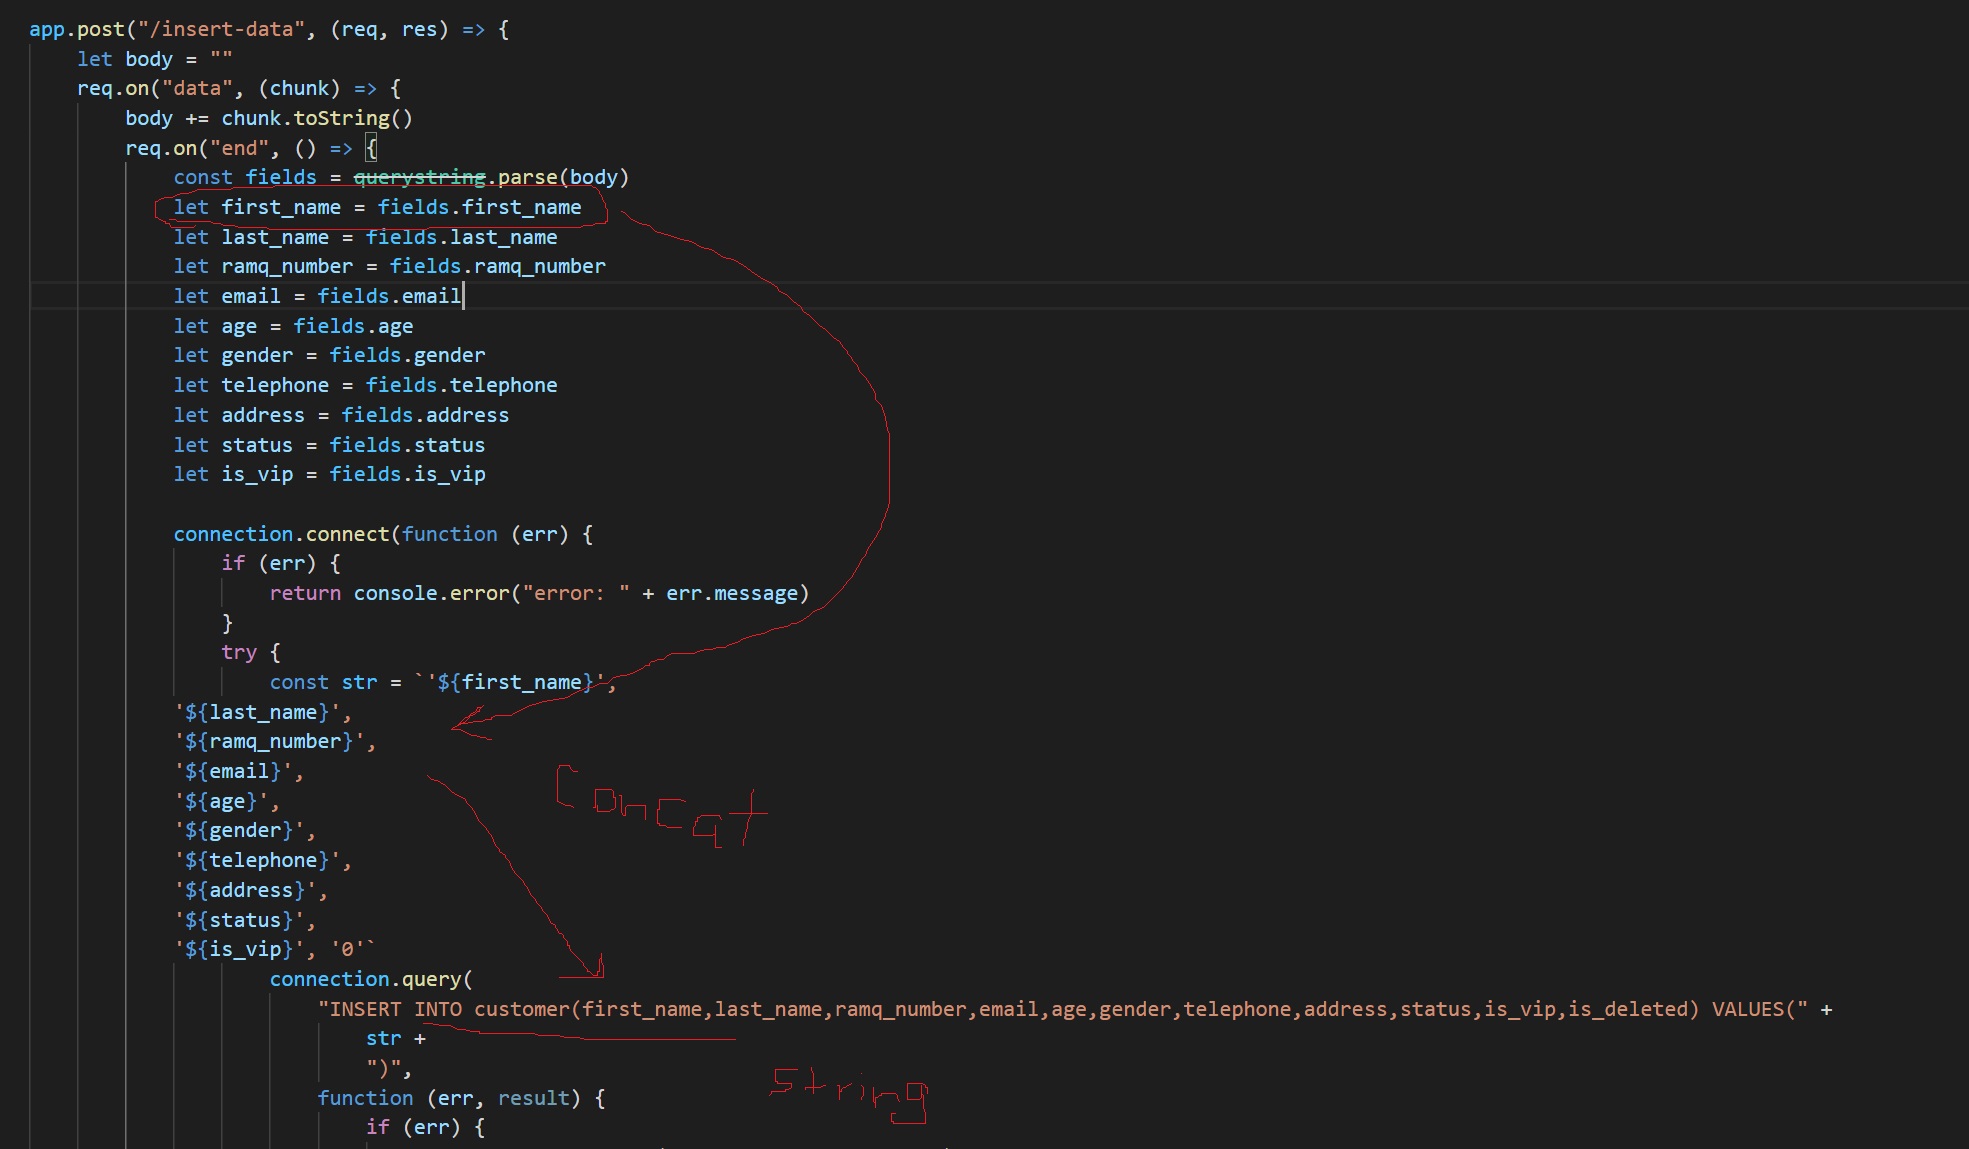 app.post("/insert-data", (req, res) => {
let body = ""
req.on("data", (chunk) => {
body += chunk.toString()
req.on("end", () => {
const fields = querystring.parse(body)
let first_name = fields.first_name
let last_name = fields.last_name
let ramq_number = fields.ramq_number
let email = fields.email
let age = fields.age
let gender = fields.gender
let telephone = fields.telephone
let address = fields.address
let status = fields.status
let is_vip = fields.is_vip
connection.connect(function (err) {
if (err) {
return console.error("error: " + err.message)
}
try {
const str = `'${first_name}',
'${last_name}',
'${ramq_number}',
'${email}',
'${age}',
'${gender}',
'${telephone}',
'${address}',
'${status}',
'${is_vip}', '0'`
concat
connection.query(
"INSERT INTO customer(first_name,last_name,ramq_number,email,age,gender,telephone,address,status,is_vip,is_deleted) VALUES(" +
str +
")",
string
function (err, result) {
if (err) {